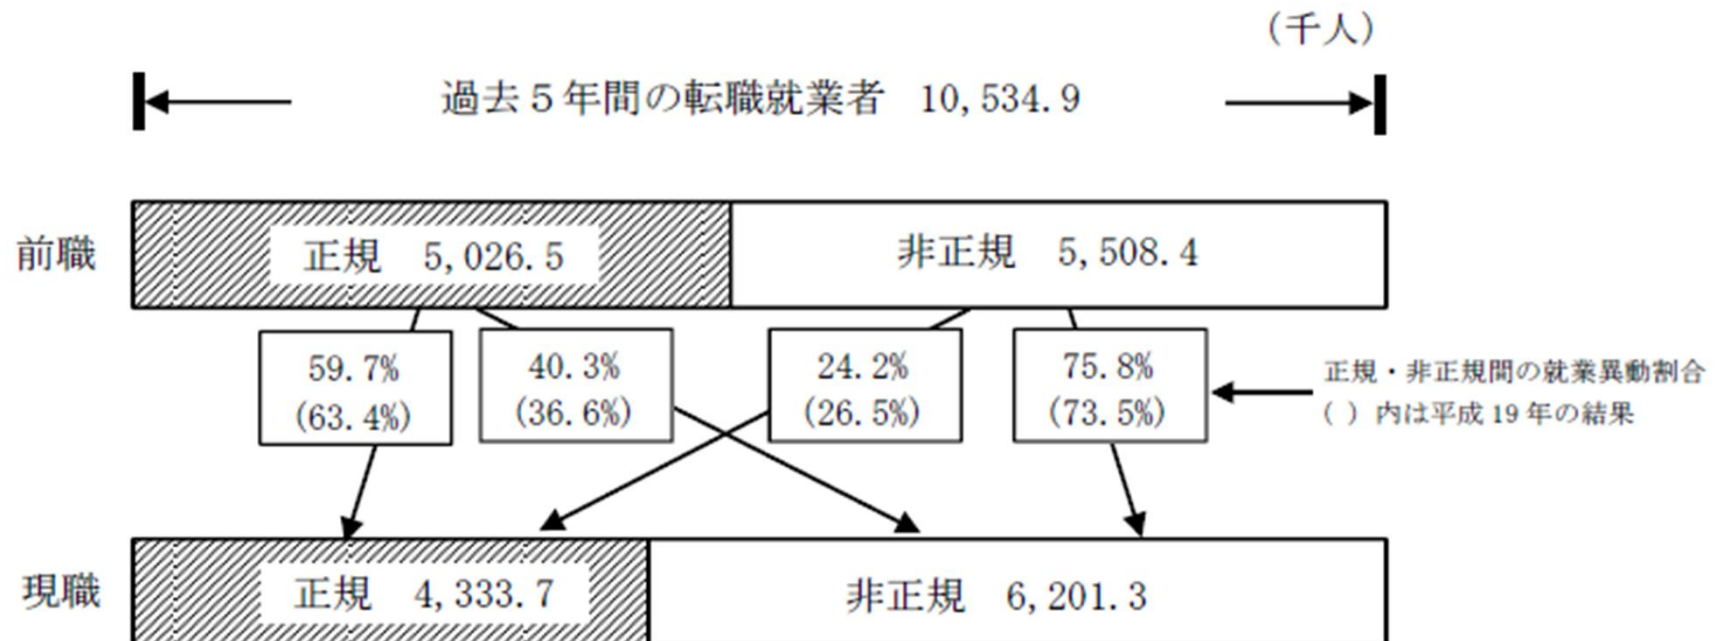 （千人）
過去５年間の転職就業者 10,534.9
前職
正規 5,026.5
非正規 5,508.4
59.7%
(63.4%)
40.3%
(36.6%)
24.2%
(26.5%)
75.8%
(73.5%)
正規・非正規間の就業異動割合
（ ）内は平成 19 年の結果
現職
正規 4,333.7
非正規 6,201.3